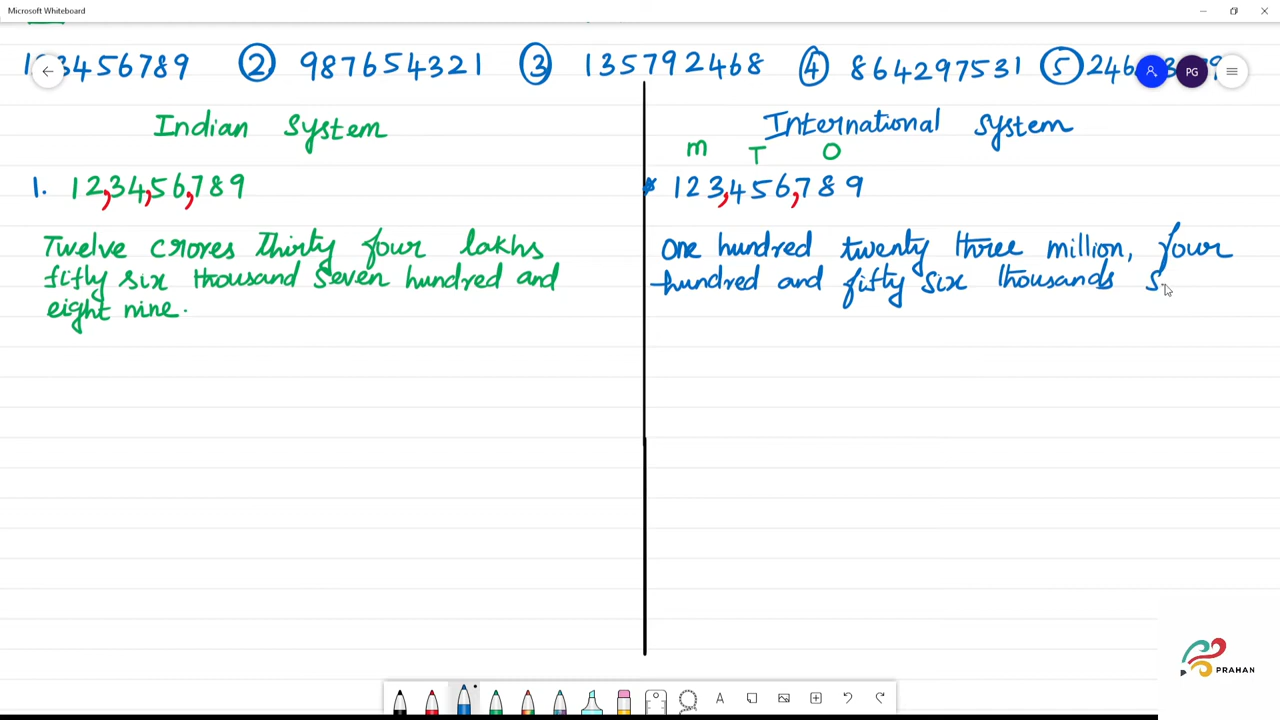 Microsoft Whiteboard
② 987654321 ③ 135792468 ④ 864297531 ⑤
PG
Indian System
1. 12,34,56,789
Twelve crores thirty four lakhs
fifty six thousand seven hundred and
eight nine.
International system
m T O
* 123,456,789
One hundred twenty three million, four
hundred and fifty six thousands s
PRAHAN
A